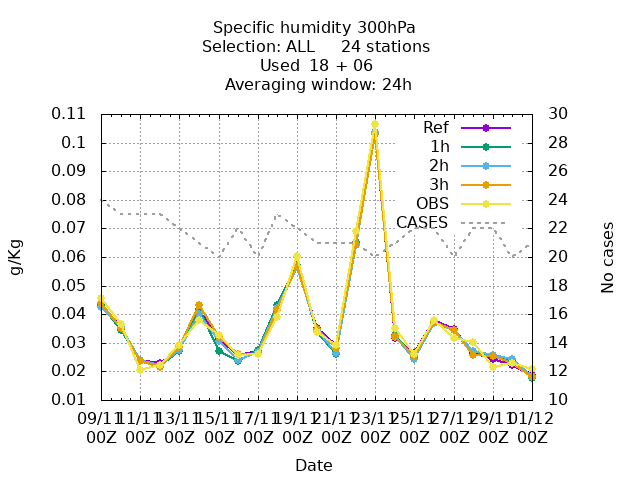 Specific humidity 300hPa
Selection: ALL 24 stations
Used 18 + 06
Averaging window: 24h
0.11
0.1
0.09
0.08
0.07
0.06
0.05
0.04
0.03
0.02
0.01
g/Kg
30
28
26
24
22
20
18
16
14
12
10
No cases
Ref
1h
2h
3h
OBS
CASES
09/11 11/11 13/11 15/11 17/11 19/11 21/11 23/11 25/11 27/11 29/11 01/12
00Z 00Z 00Z 00Z 00Z 00Z 00Z 00Z 00Z 00Z 00Z 00Z
Date